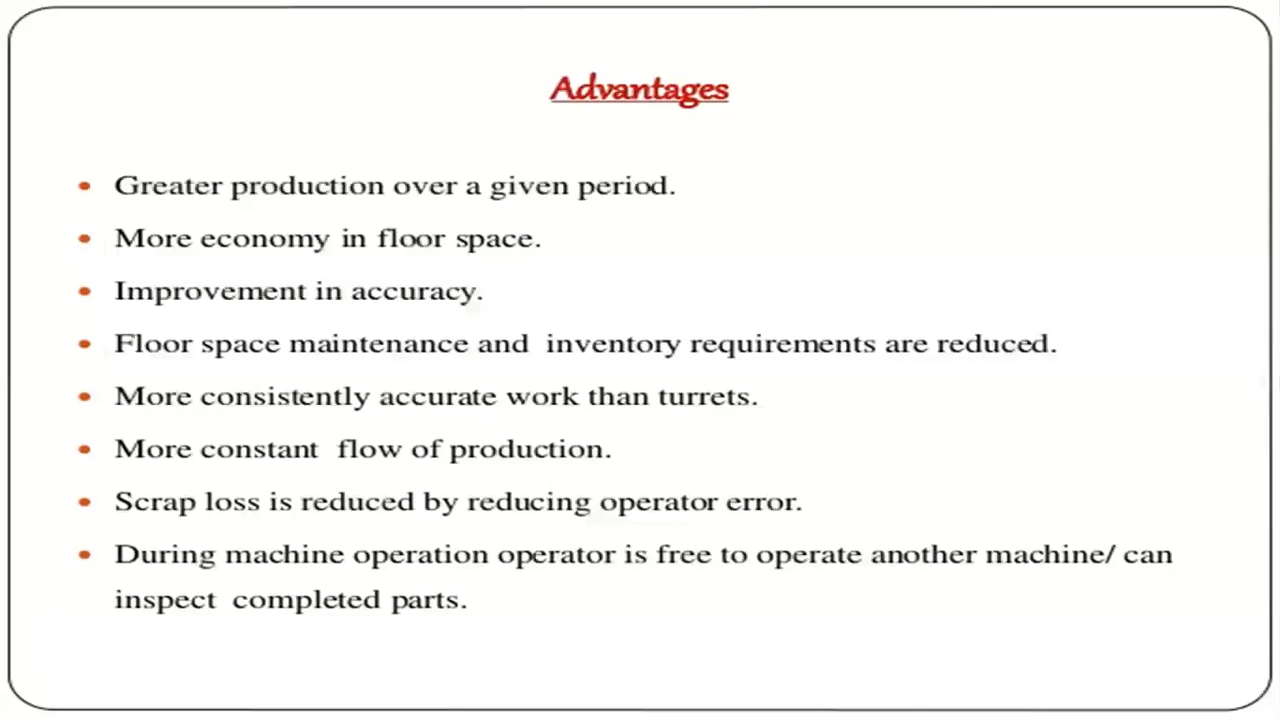 Advantages
• Greater production over a given period.
• More economy in floor space.
• Improvement in accuracy.
• Floor space maintenance and inventory requirements are reduced.
• More consistently accurate work than turrets.
• More constant flow of production.
• Scrap loss is reduced by reducing operator error.
• During machine operation operator is free to operate another machine/ can
inspect completed parts.